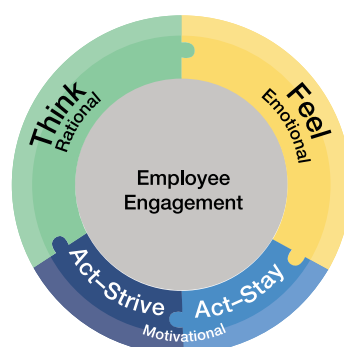 Think
Rational
Feel
Emotional
Employee
Engagement
Act–Strive
Act–Stay
Motivational